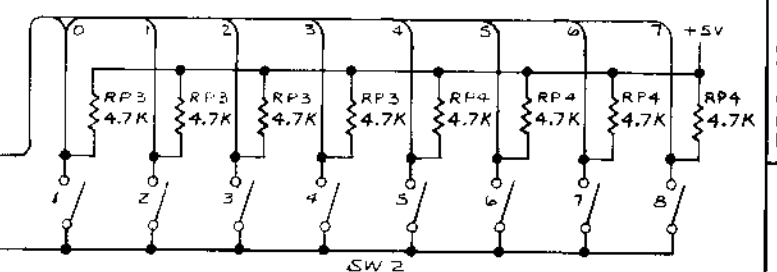 0 1 2 3 4 5 6 7 +5V
RP3 RP3 RP3 RP3 RP4 RP4 RP4 RP4
4.7K 4.7K 4.7K 4.7K 4.7K 4.7K 4.7K 4.7K
1 2 3 4 5 6 7 8
SW 2